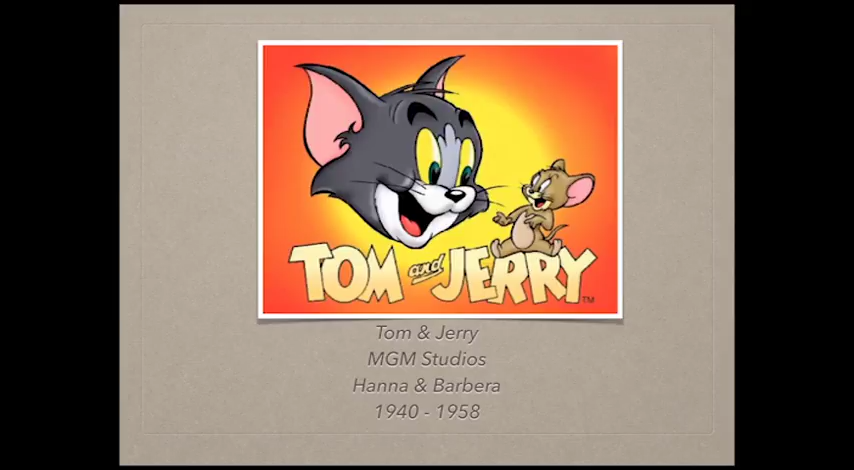 TOM and JERRY TM
Tom & Jerry
MGM Studios
Hanna & Barbera
1940 - 1958